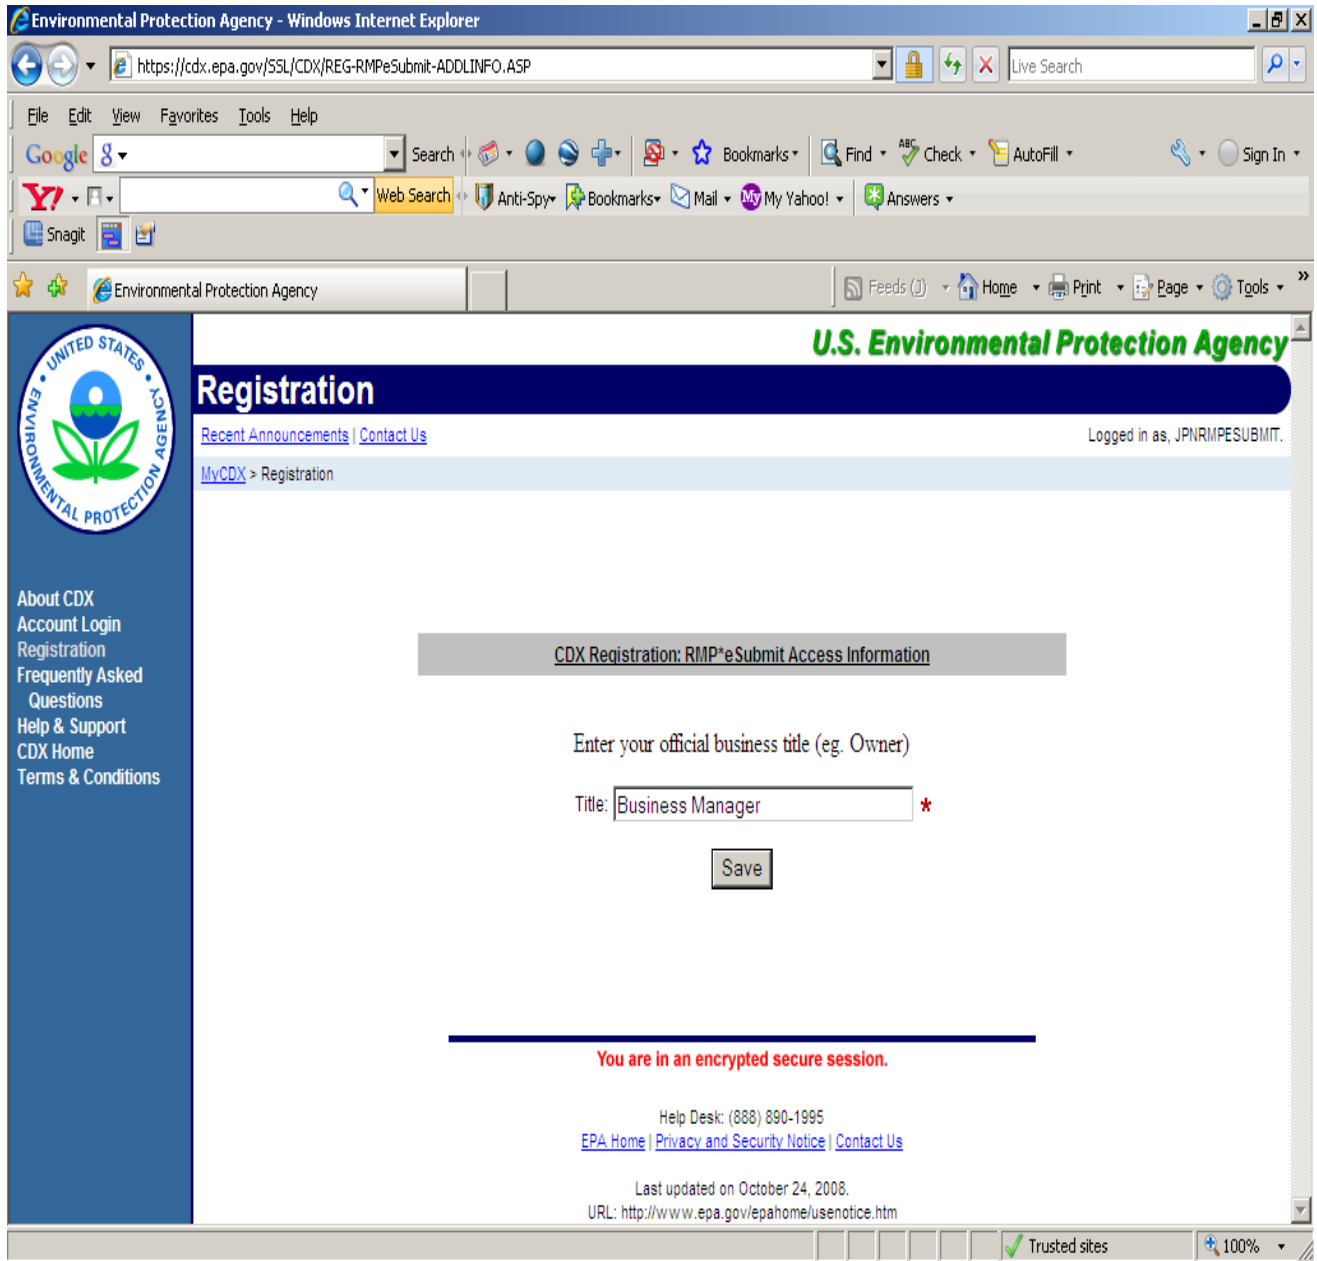 Environmental Protection Agency - Windows Internet Explorer
https://cdx.epa.gov/SSL/CDX/REG-RMPeSubmit-ADDLINFO.ASP
Live Search
File Edit View Favorites Tools Help
Google Search Bookmarks Find ABC Check AutoFill Sign In
Y! Web Search Anti-Spy Bookmarks Mail My My Yahoo! Answers
Snagit
Environmental Protection Agency
Feeds (J) Home Print Page Tools »
UNITED STATES • ENVIRONMENTAL PROTECTION AGENCY •
U.S. Environmental Protection Agency
Registration
Recent Announcements | Contact Us
Logged in as, JPNRMPESUBMIT.
MyCDX > Registration
About CDX
Account Login
Registration
Frequently Asked
Questions
Help & Support
CDX Home
Terms & Conditions
CDX Registration: RMP*eSubmit Access Information
Enter your official business title (eg. Owner)
Title: Business Manager *
Save
You are in an encrypted secure session.
Help Desk: (888) 890-1995
EPA Home | Privacy and Security Notice | Contact Us
Last updated on October 24, 2008.
URL: http://www.epa.gov/epahome/usenotice.htm
Trusted sites
100%